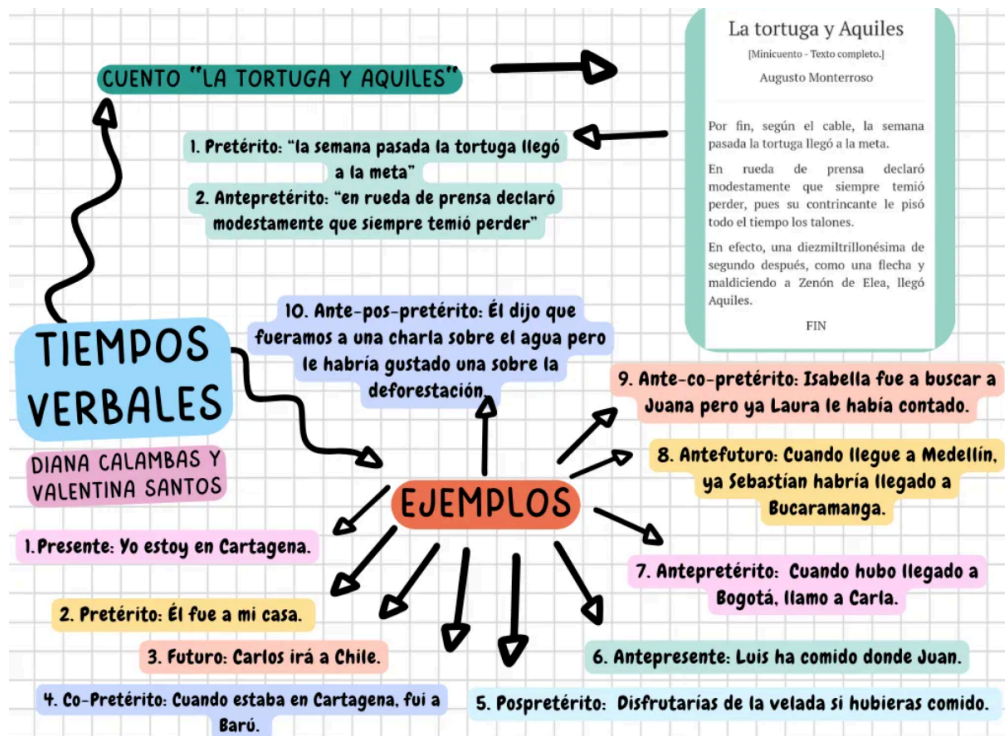 CUENTO "LA TORTUGA Y AQUILES"
La tortuga y Aquiles
[Minicuento - Texto completo.]
Augusto Monterroso
Por fin, según el cable, la semana
pasada la tortuga llegó a la meta.
En rueda de prensa declaró
modestamente que siempre temió
perder, pues su contrincante le pisó
todo el tiempo los talones.
En efecto, una diezmiltrillonésima de
segundo después, como una flecha y
maldiciendo a Zenón de Elea, llegó
Aquiles.
FIN
1. Pretérito: "la semana pasada la tortuga llegó
a la meta"
2. Antepretérito: "en rueda de prensa declaró
modestamente que siempre temió perder"
TIEMPOS
VERBALES
DIANA CALAMBAS Y
VALENTINA SANTOS
EJEMPLOS
1.Presente: Yo estoy en Cartagena.
2. Pretérito: Él fue a mi casa.
3. Futuro: Carlos irá a Chile.
4. Co-Pretérito: Cuando estaba en Cartagena, fui a
Barú.
5. Pospretérito: Disfrutarías de la velada si hubieras comido.
6. Antepresente: Luis ha comido donde Juan.
7. Antepretérito: Cuando hubo llegado a
Bogotá, llamo a Carla.
8. Antefuturo: Cuando llegue a Medellín,
ya Sebastían habría llegado a
Bucaramanga.
9. Ante-co-pretérito: Isabella fue a buscar a
Juana pero ya Laura le había contado.
10. Ante-pos-pretérito: Él dijo que
fueramos a una charla sobre el agua pero
le habría gustado una sobre la
deforestación.